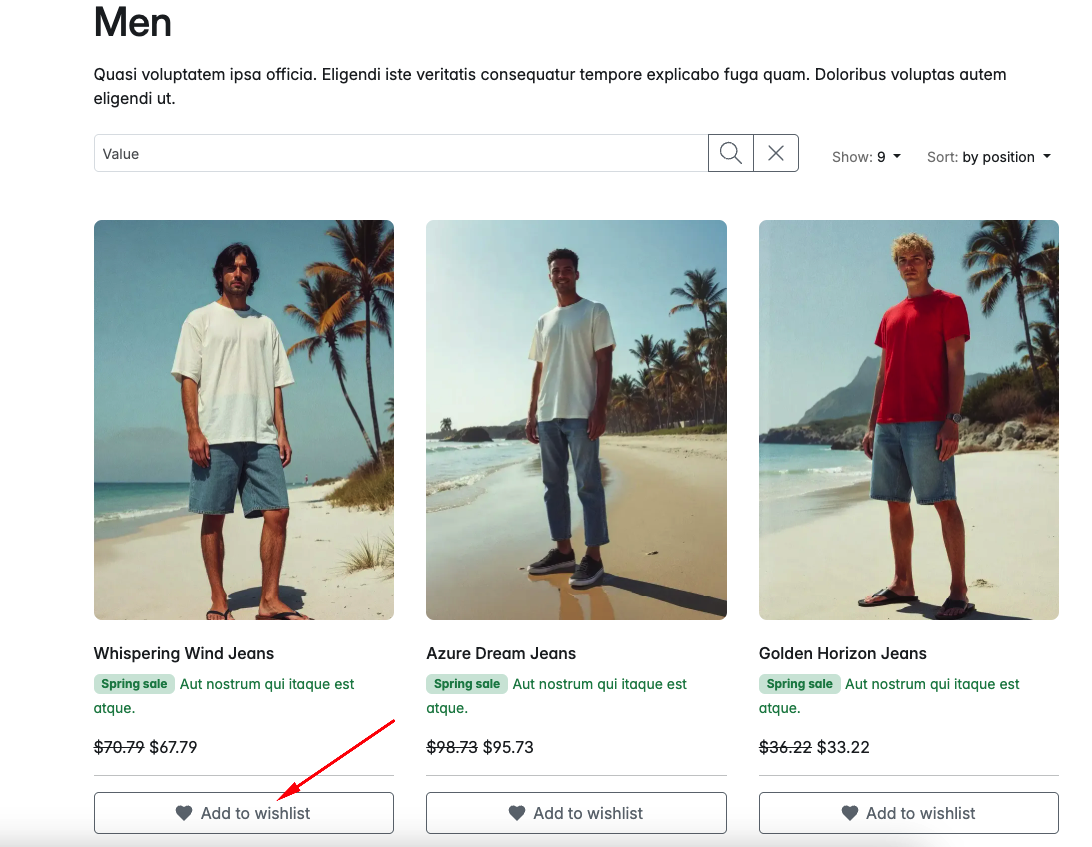 Men
Quasi voluptatem ipsa officia. Eligendi iste veritatis consequatur tempore explicabo fuga quam. Doloribus voluptas autem
eligendi ut.
Value
Show: 9
Sort: by position
Whispering Wind Jeans
Spring sale Aut nostrum qui itaque est
atque.
$70.79 $67.79
Add to wishlist
Azure Dream Jeans
Spring sale Aut nostrum qui itaque est
atque.
$98.73 $95.73
Add to wishlist
Golden Horizon Jeans
Spring sale Aut nostrum qui itaque est
atque.
$36.22 $33.22
Add to wishlist